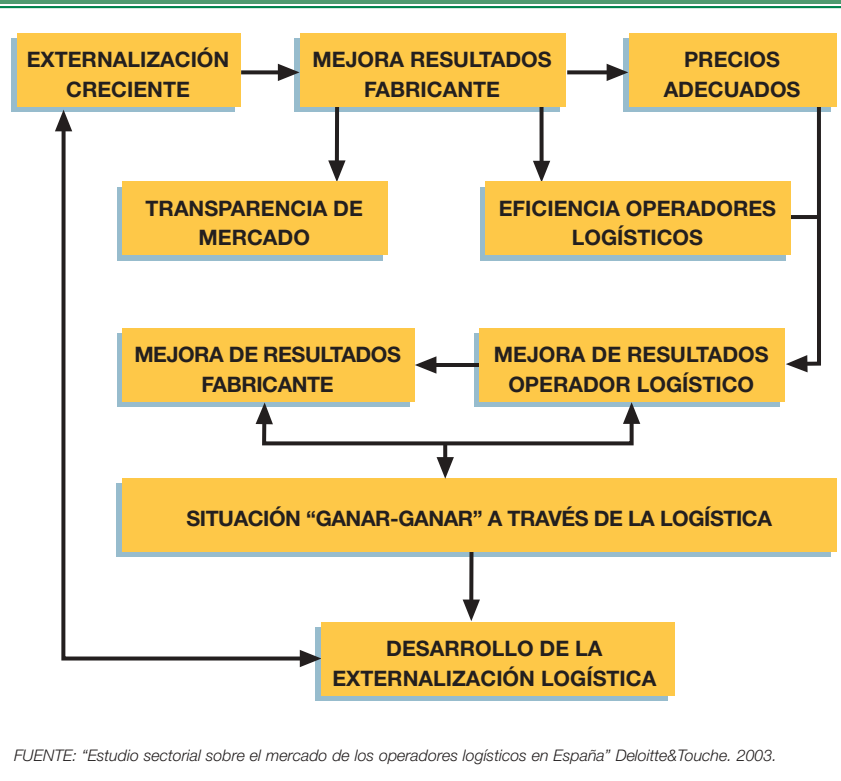 EXTERNALIZACIÓN
CRECIENTE
MEJORA RESULTADOS
FABRICANTE
PRECIOS
ADECUADOS
TRANSPARENCIA DE
MERCADO
EFICIENCIA OPERADORES
LOGÍSTICOS
MEJORA DE RESULTADOS
FABRICANTE
MEJORA DE RESULTADOS
OPERADOR LOGÍSTICO
SITUACIÓN “GANAR-GANAR” A TRAVÉS DE LA LOGÍSTICA
DESARROLLO DE LA
EXTERNALIZACIÓN LOGÍSTICA
FUENTE: “Estudio sectorial sobre el mercado de los operadores logísticos en España” Deloitte&Touche. 2003.